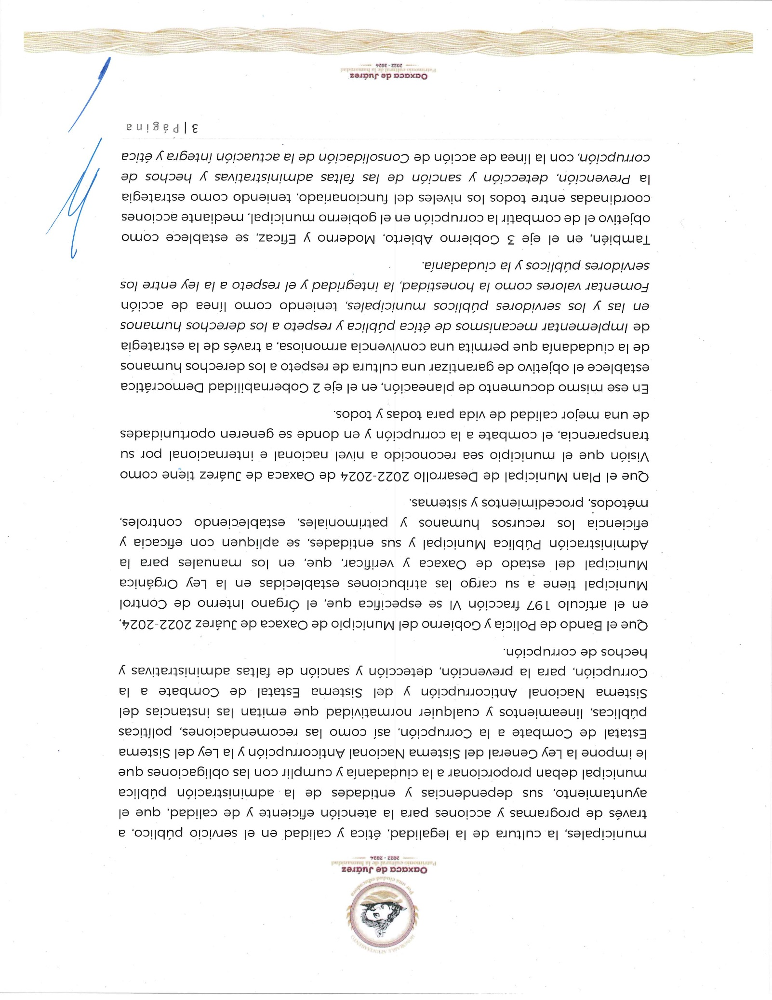 HONORABLE AYUNTAMIENTO
Por una ciudad educadora
Oaxaca de Juárez
Patrimonio cultural de la humanidad
2022 - 2024
municipales, la cultura de la legalidad, ética y calidad en el servicio público, a
través de programas y acciones para la atención eficiente y de calidad, que el
ayuntamiento, sus dependencias y entidades de la administración pública
municipal deban proporcionar a la ciudadanía y cumplir con las obligaciones que
le impone la Ley General del Sistema Nacional Anticorrupción y la Ley del Sistema
Estatal de Combate a la Corrupción, así como las recomendaciones, políticas
públicas, lineamientos y cualquier normatividad que emitan las instancias del
Sistema Nacional Anticorrupción y del Sistema Estatal de Combate a la
Corrupción, para la prevención, detección y sanción de faltas administrativas y
hechos de corrupción.
Que el Bando de Policía y Gobierno del Municipio de Oaxaca de Juárez 2022-2024,
en el artículo 197 fracción VI se especifica que, el Órgano Interno de Control
Municipal tiene a su cargo las atribuciones establecidas en la Ley Orgánica
Municipal del estado de Oaxaca y verificar, que, en los manuales para la
Administración Pública Municipal y sus entidades, se apliquen con eficacia y
eficiencia los recursos humanos y patrimoniales, estableciendo controles,
métodos, procedimientos y sistemas.
Que el Plan Municipal de Desarrollo 2022-2024 de Oaxaca de Juárez tiene como
Visión que el municipio sea reconocido a nivel nacional e internacional por su
transparencia, el combate a la corrupción y en donde se generen oportunidades
de una mejor calidad de vida para todas y todos.
En ese mismo documento de planeación, en el eje 2 Gobernabilidad Democrática
establece el objetivo de garantizar una cultura de respeto a los derechos humanos
de la ciudadanía que permita una convivencia armoniosa, a través de la estrategia
de Implementar mecanismos de ética pública y respeto a los derechos humanos
en las y los servidores públicos municipales, teniendo como línea de acción
Fomentar valores como la honestidad, la integridad y el respeto a la ley entre los
servidores públicos y la ciudadanía.
También, en el eje 3 Gobierno Abierto, Moderno y Eficaz, se establece como
objetivo el de combatir la corrupción en el gobierno municipal, mediante acciones
coordinadas entre todos los niveles del funcionariado, teniendo como estrategia
la Prevención, detección y sanción de las faltas administrativas y hechos de
corrupción, con la línea de acción de Consolidación de la actuación íntegra y ética
3 | Página
Oaxaca de Juárez
Patrimonio cultural de la humanidad
2022 - 2024